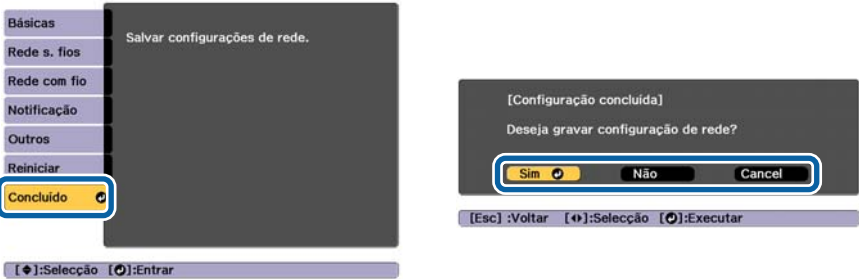 Básicas
Rede s. fios
Rede com fio
Notificação
Outros
Reiniciar
Concluído
Salvar configurações de rede.
[◆]:Selecção [↵]:Entrar
[Configuração concluída]
Deseja gravar configuração de rede?
Sim ↵ Não Cancel
[Esc] :Voltar [◂▸]:Selecção [↵]:Executar